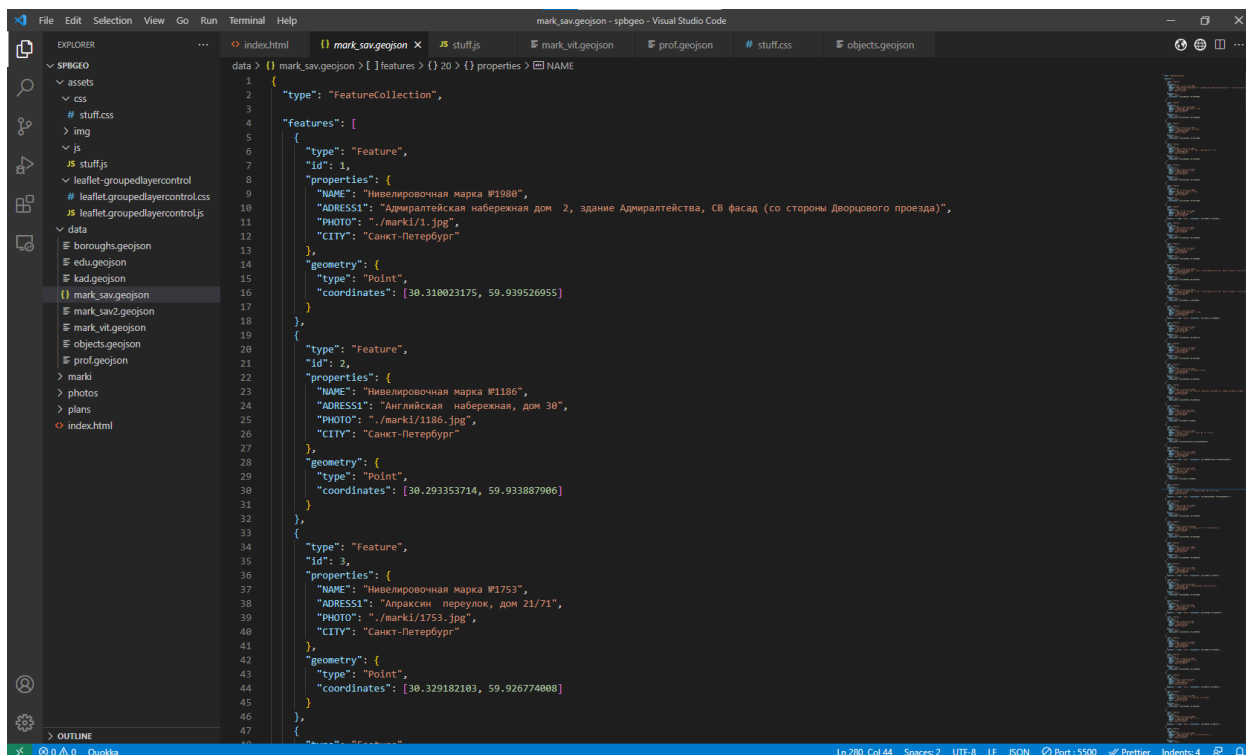 File Edit Selection View Go Run Terminal Help mark_sav.geojson - spbgeo - Visual Studio Code
EXPLORER
index.html mark_sav.geojson stuff.js mark_vit.geojson prof.geojson stuff.css objects.geojson
SPBGEO
data > {} mark_sav.geojson > [ ] features > {} 20 > {} properties > NAME
assets
css
# stuff.css
img
js
JS stuff.js
leaflet-groupedlayercontrol
# leaflet.groupedlayercontrol.css
JS leaflet.groupedlayercontrol.js
data
boroughs.geojson
edu.geojson
kad.geojson
{} mark_sav.geojson
mark_sav2.geojson
mark_vit.geojson
objects.geojson
prof.geojson
marki
photos
plans
<> index.html
OUTLINE
1 {
2 "type": "FeatureCollection",
3
4 "features": [
5 {
6 "type": "Feature",
7 "id": 1,
8 "properties": {
9 "NAME": "Нивелировочная марка №1980",
10 "ADRESS1": "Адмиралтейская набережная дом  2, здание Адмиралтейства, СВ фасад (со стороны Дворцового проезда)",
11 "PHOTO": "./marki/1.jpg",
12 "CITY": "Санкт-Петербург"
13 },
14 "geometry": {
15 "type": "Point",
16 "coordinates": [30.310023175, 59.939526955]
17 }
18 },
19 {
20 "type": "Feature",
21 "id": 2,
22 "properties": {
23 "NAME": "Нивелировочная марка №1186",
24 "ADRESS1": "Английская  набережная, дом 30",
25 "PHOTO": "./marki/1186.jpg",
26 "CITY": "Санкт-Петербург"
27 },
28 "geometry": {
29 "type": "Point",
30 "coordinates": [30.293353714, 59.933887906]
31 }
32 },
33 {
34 "type": "Feature",
35 "id": 3,
36 "properties": {
37 "NAME": "Нивелировочная марка №1753",
38 "ADRESS1": "Апраксин  переулок, дом 21/71",
39 "PHOTO": "./marki/1753.jpg",
40 "CITY": "Санкт-Петербург"
41 },
42 "geometry": {
43 "type": "Point",
44 "coordinates": [30.329182103, 59.926774008]
45 }
46 },
47 {
0 0 Quokka Ln 280, Col 44 Spaces: 2 UTF-8 LF JSON Port : 5500 Prettier Indents: 4